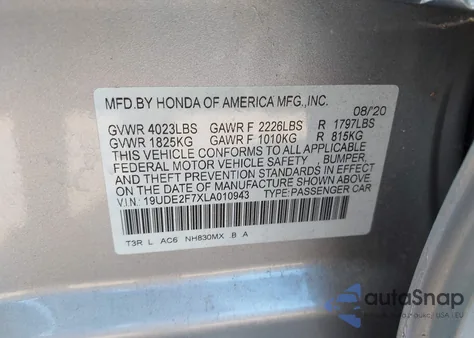 MFD.BY HONDA OF AMERICA MFG.,INC. 08/'20
GVWR 4023LBS GAWR F 2226LBS R 1797LBS
GVWR 1825KG GAWR F 1010KG R 815KG
THIS VEHICLE CONFORMS TO ALL APPLICABLE
FEDERAL MOTOR VEHICLE SAFETY , BUMPER,
AND THEFT PREVENTION STANDARDS IN EFFECT
ON THE DATE OF MANUFACTURE SHOWN ABOVE.
V.I.N.: 19UDE2F7XLA010943 TYPE:PASSENGER CAR
T3R L AC6 NH830MX B A
autoSnap
USA | EU